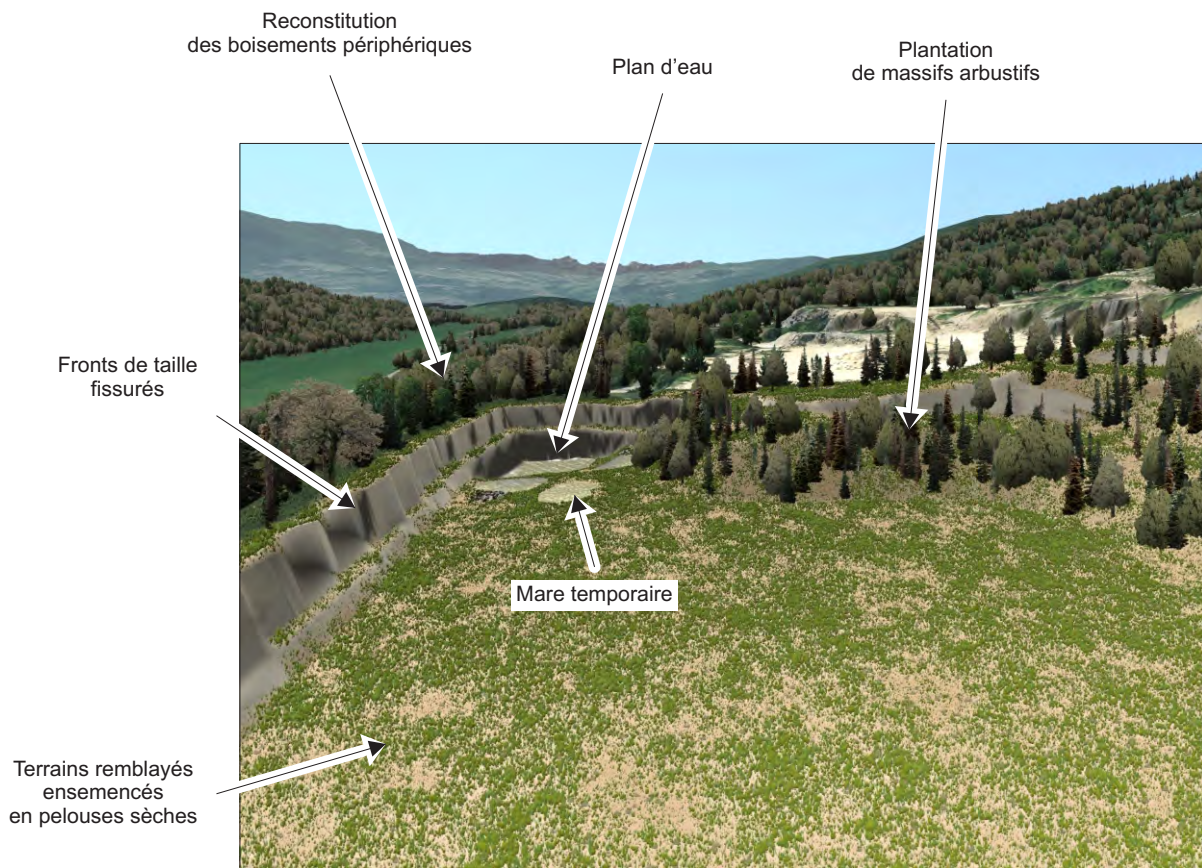 Reconstitution
des boisements périphériques
Plan d’eau
Plantation
de massifs arbustifs
Fronts de taille
fissurés
Mare temporaire
Terrains remblayés
ensemencés
en pelouses sèches